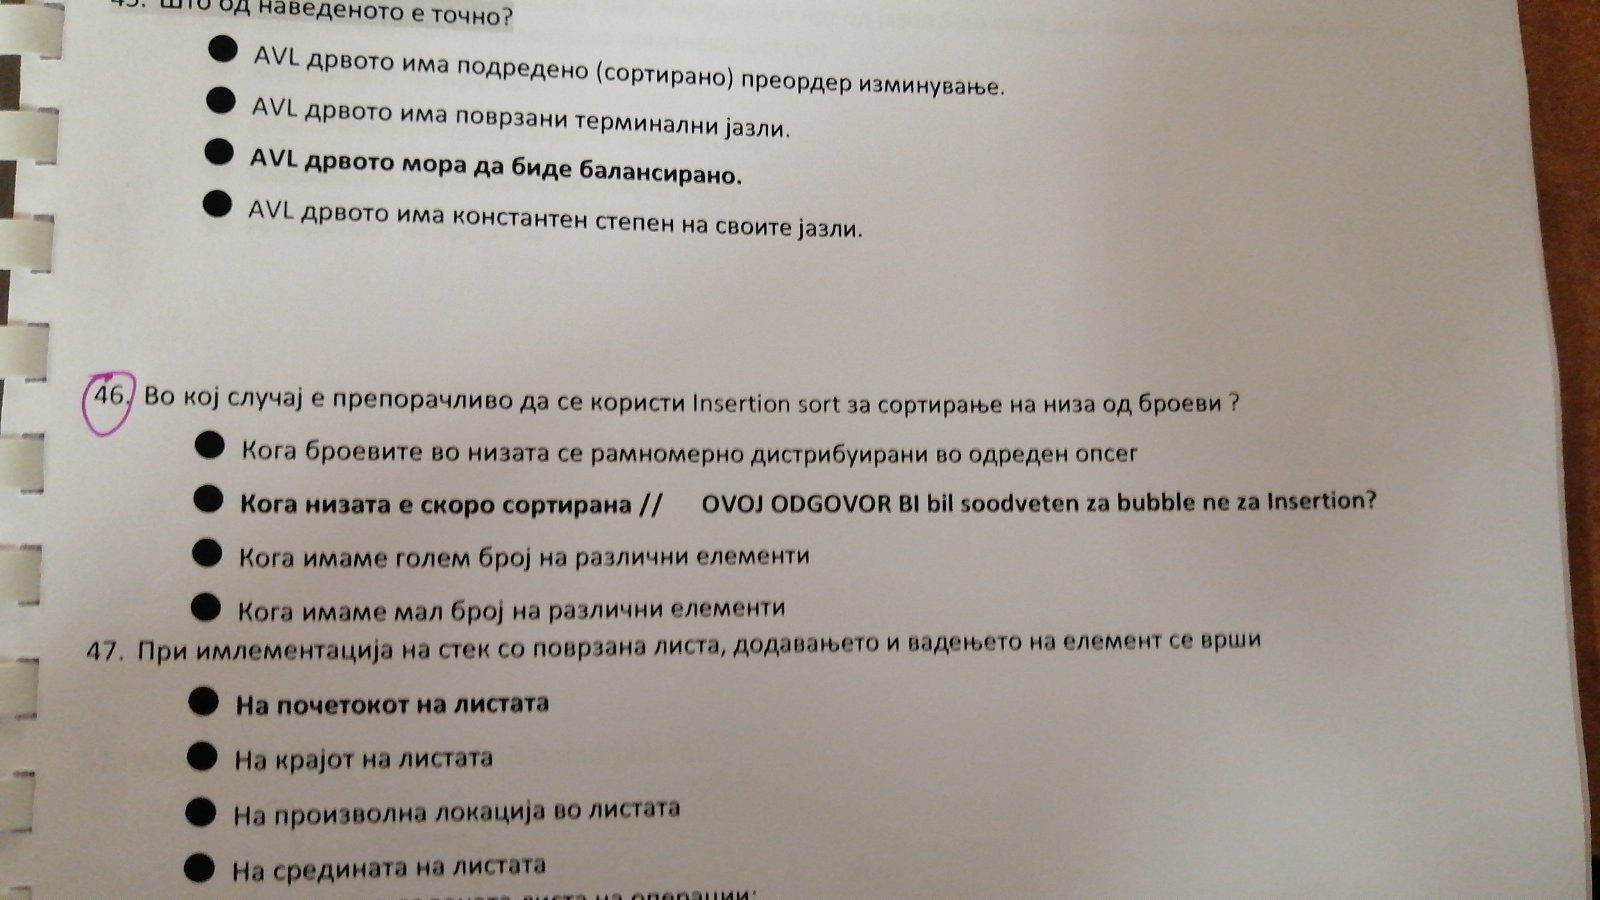 45. Што од наведеното е точно?
AVL дрвото има подредено (сортирано) преордер изминување.
AVL дрвото има поврзани терминални јазли.
AVL дрвото мора да биде балансирано.
AVL дрвото има константен степен на своите јазли.
46. Во кој случај е препорачливо да се користи Insertion sort за сортирање на низа од броеви ?
Кога броевите во низата се рамномерно дистрибуирани во одреден опсег
Кога низата е скоро сортирана // OVOJ ODGOVOR BI bil soodveten za bubble ne za Insertion?
Кога имаме голем број на различни елементи
Кога имаме мал број на различни елементи
47. При имлементација на стек со поврзана листа, додавањето и вадењето на елемент се врши
На почетокот на листата
На крајот на листата
На произволна локација во листата
На средината на листата
листа на операции: